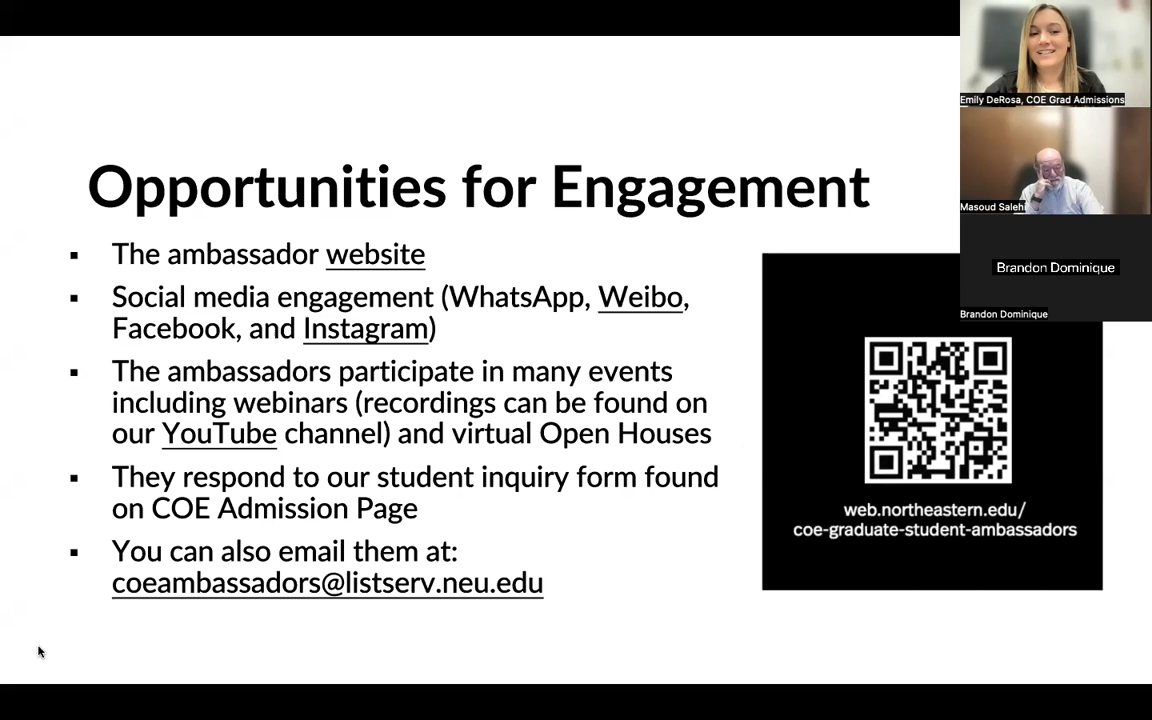 Opportunities for Engagement
▪ The ambassador website
▪ Social media engagement (WhatsApp, Weibo,
Facebook, and Instagram)
▪ The ambassadors participate in many events
including webinars (recordings can be found on
our YouTube channel) and virtual Open Houses
▪ They respond to our student inquiry form found
on COE Admission Page
▪ You can also email them at:
coeambassadors@listserv.neu.edu
web.northeastern.edu/
coe-graduate-student-ambassadors
Emily DeRosa, COE Grad Admissions
Masoud Salehi
Brandon Dominique
Brandon Dominique